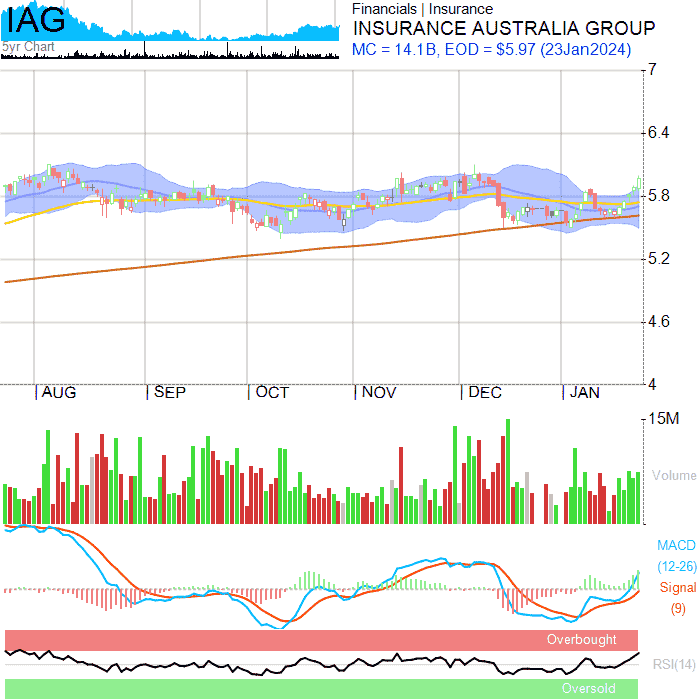 IAG
5yr Chart
Financials | Insurance
INSURANCE AUSTRALIA GROUP
MC = 14.1B, EOD = $5.97 (23Jan2024)
7
6.4
5.8
5.2
4.6
4
AUG SEP OCT NOV DEC JAN
15M
Volume
MACD
(12-26)
Signal
(9)
Overbought
RSI(14)
Oversold